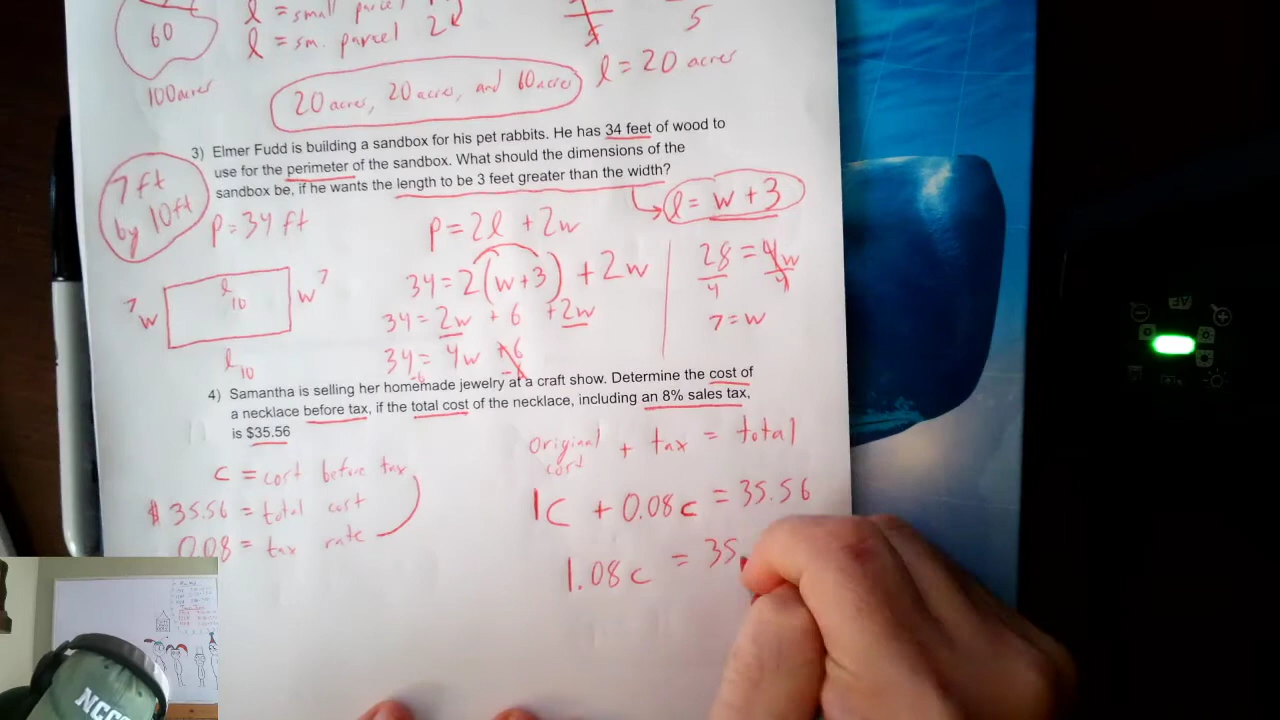 l = small parcel
60
l = sm. parcel 2
5
100 acres
20 acres, 20 acres, and 60 acres
l = 20 acres
3) Elmer Fudd is building a sandbox for his pet rabbits. He has 34 feet of wood to
use for the perimeter of the sandbox. What should the dimensions of the
sandbox be, if he wants the length to be 3 feet greater than the width?
7 ft
by 10 ft
l = w + 3
P = 34 ft
P = 2l + 2w
34 = 2(w+3) + 2w
34 = 2w + 6 + 2w
34 = 4w + 6
-6 -6
28 = 4w
4 4
7 = w
l
10
7
w
w 7
l 10
4) Samantha is selling her homemade jewelry at a craft show. Determine the cost of
a necklace before tax, if the total cost of the necklace, including an 8% sales tax,
is $35.56
c = cost before tax
$35.56 = total cost
0.08 = tax rate
original cost + tax = total
1c + 0.08c = 35.56
1.08c = 35.
NCC